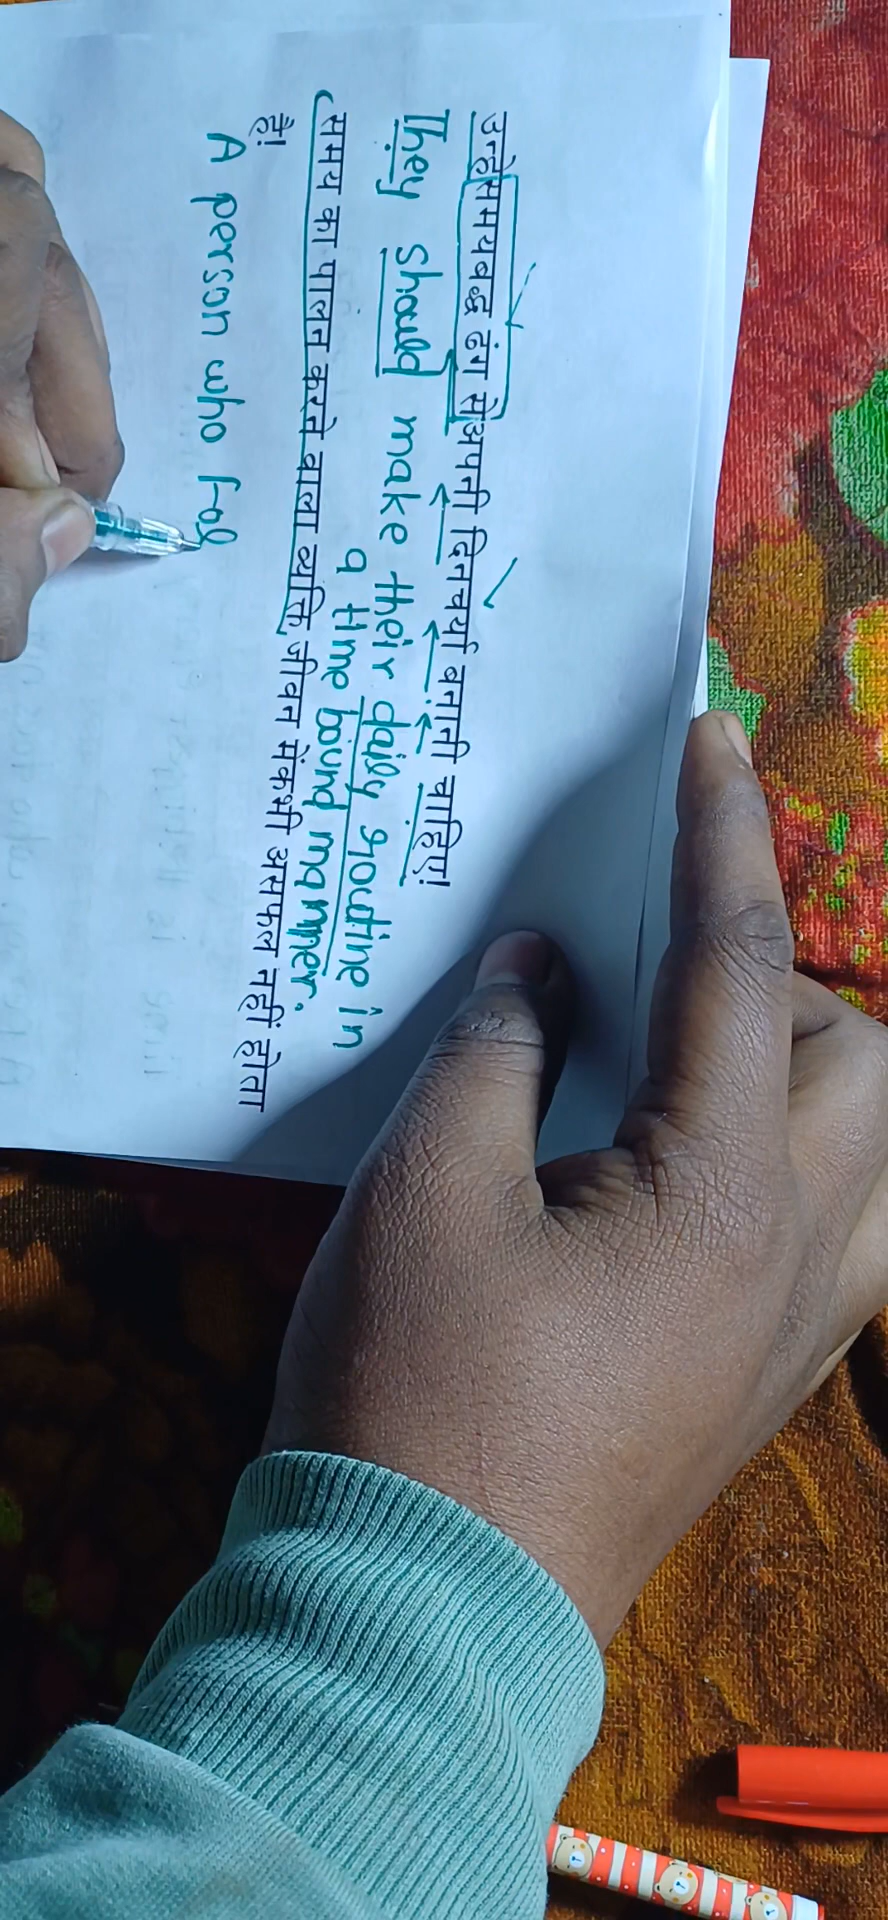 उन्हे समयबद्ध ढंग से अपनी दिनचर्या बनानी चाहिए!
They should make their daily routine in
a time bound manner.
समय का पालन करने वाला व्यक्ति जीवन में कभी असफल नहीं होता
है!
A person who Fol